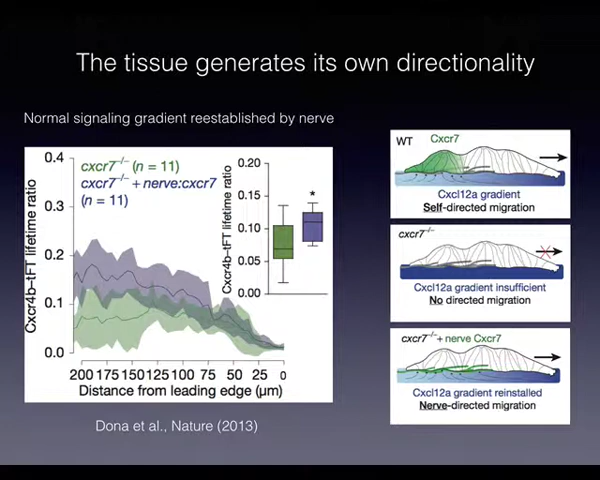 The tissue generates its own directionality
Normal signaling gradient reestablished by nerve
Cxcr4b–tFT lifetime ratio
0.4
0.3
0.2
0.1
0.0
cxcr7⁻/⁻ (n = 11)
cxcr7⁻/⁻ + nerve:cxcr7
(n = 11)
200 175 150 125 100 75 50 25 0
Distance from leading edge (µm)
Cxcr4b–tFT lifetime ratio
0.20
0.15
0.10
0.05
0.00
*
Dona et al., Nature (2013)
WT
Cxcr7
Cxcl12a gradient
Self-directed migration
cxcr7⁻/⁻
Cxcl12a gradient insufficient
No directed migration
cxcr7⁻/⁻ + nerve Cxcr7
Cxcl12a gradient reinstalled
Nerve-directed migration